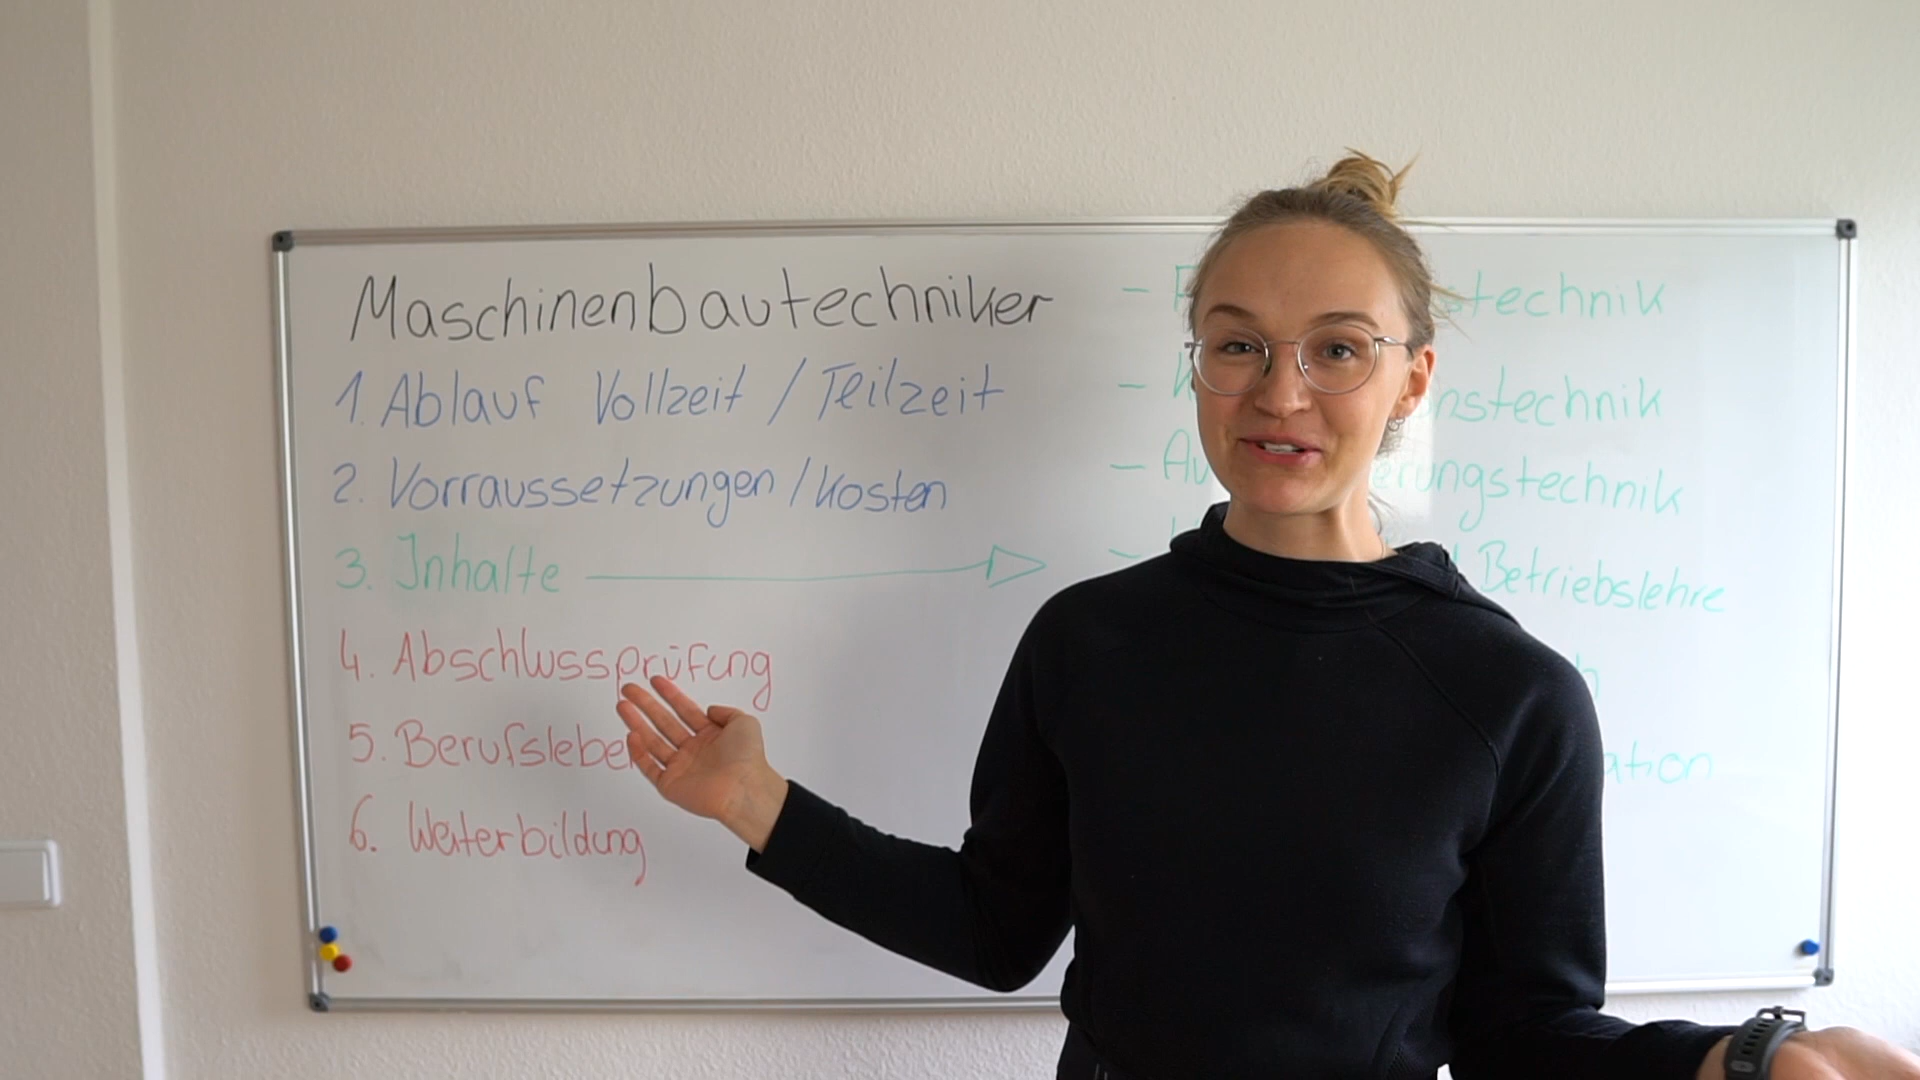 Maschinenbautechniker
1. Ablauf Vollzeit / Teilzeit
2. Vorraussetzungen / Kosten
3. Inhalte
4. Abschlussprüfung
5. Berufsleben
6. Weiterbildung
- stechnik
- nstechnik
- Au erungstechnik
- Betriebslehre
ation